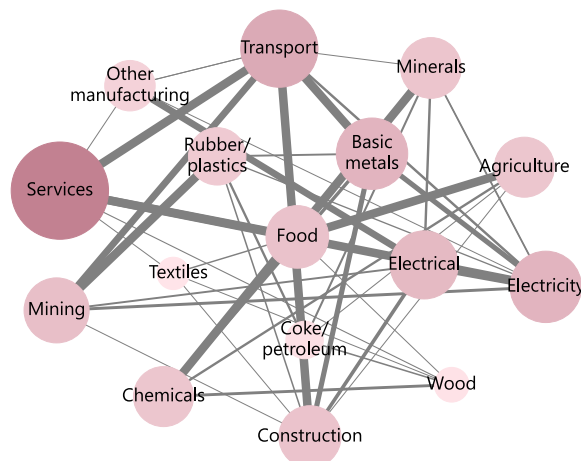 Transport
Minerals
Other
manufacturing
Rubber/
plastics
Basic
metals
Agriculture
Services
Food
Textiles
Electrical
Electricity
Mining
Coke/
petroleum
Chemicals
Wood
Construction